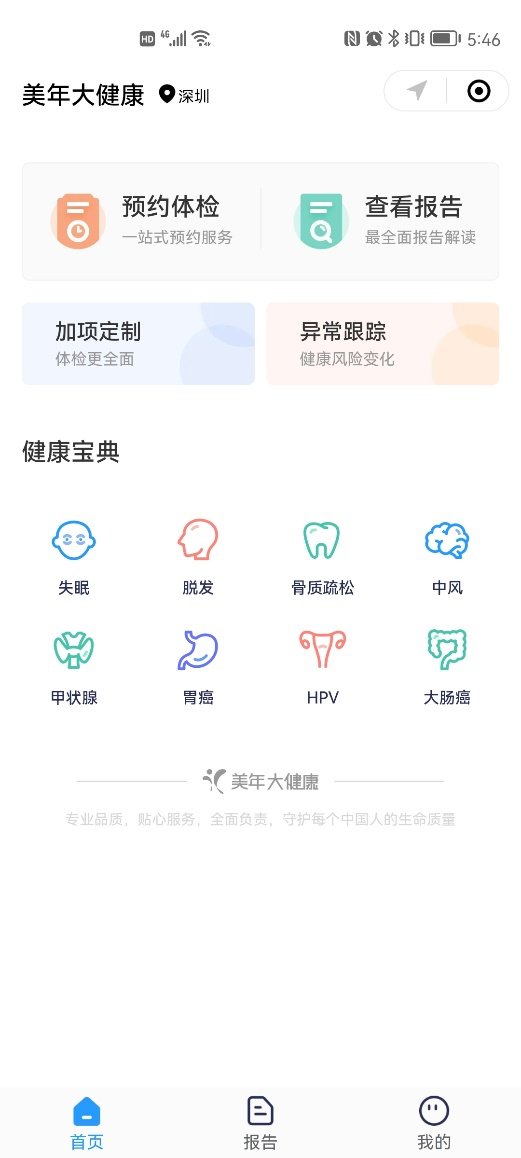 HD 4G 5:46
美年大健康 深圳
预约体检 查看报告
一站式预约服务 最全面报告解读
加项定制 异常跟踪
体检更全面 健康风险变化
健康宝典
失眠 脱发 骨质疏松 中风
甲状腺 胃癌 HPV 大肠癌
美年大健康
专业品质，贴心服务，全面负责，守护每个中国人的生命质量
首页 报告 我的